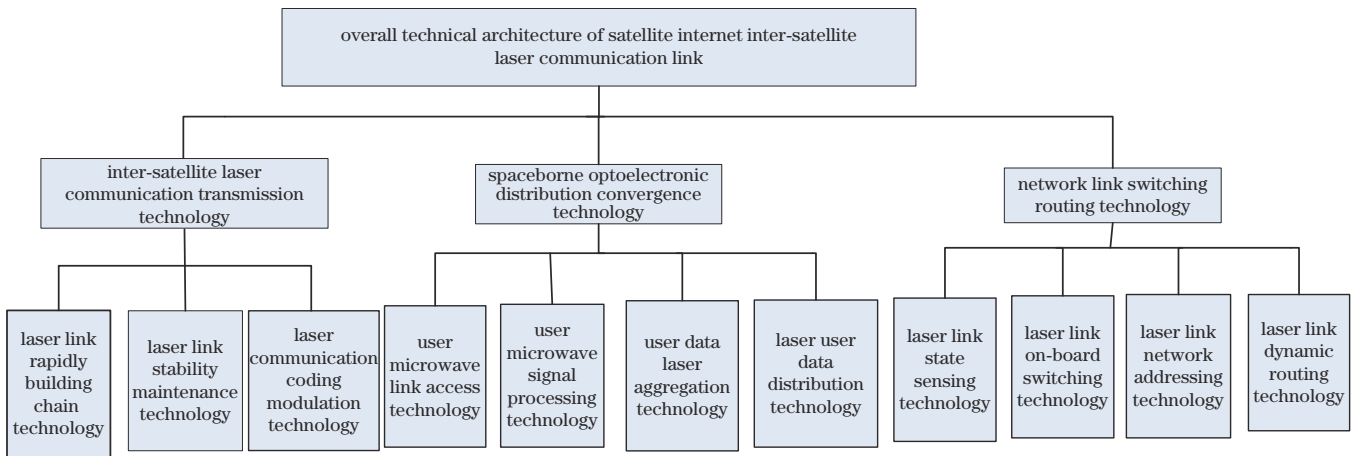 overall technical architecture of satellite internet inter-satellite
laser communication link
inter-satellite laser
communication transmission
technology
spaceborne optoelectronic
distribution convergence
technology
network link switching
routing technology
laser link
rapidly
building
chain
technology
laser link
stability
maintenance
technology
laser
communication
coding
modulation
technology
user
microwave
link access
technology
user
microwave
signal
processing
technology
user data
laser
aggregation
technology
laser user
data
distribution
technology
laser link
state
sensing
technology
laser link
on-board
switching
technology
laser link
network
addressing
technology
laser link
dynamic
routing
technology